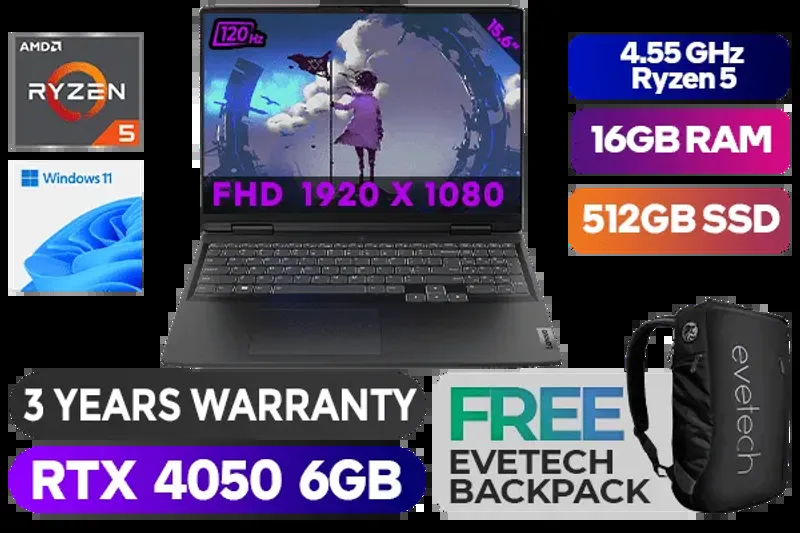 AMD
RYZEN
5
Windows 11
120Hz
15.6"
FHD 1920 X 1080
Lenovo
4.55 GHz
Ryzen 5
16GB RAM
512GB SSD
3 YEARS WARRANTY
RTX 4050 6GB
FREE
EVETECH
BACKPACK
evetech